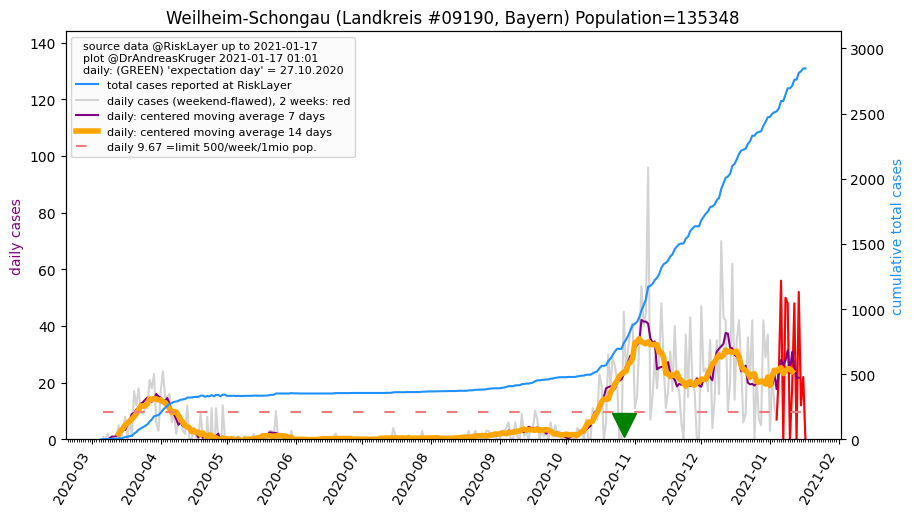 Weilheim-Schongau (Landkreis #09190, Bayern) Population=135348
source data @RiskLayer up to 2021-01-17
plot @DrAndreasKruger 2021-01-17 01:01
daily: (GREEN) 'expectation day' = 27.10.2020
total cases reported at RiskLayer
daily cases (weekend-flawed), 2 weeks: red
daily: centered moving average 7 days
daily: centered moving average 14 days
daily 9.67 =limit 500/week/1mio pop.
daily cases
140
120
100
80
60
40
20
0
3000
2500
2000
1500
1000
500
0
cumulative total cases
2020-03
2020-04
2020-05
2020-06
2020-07
2020-08
2020-09
2020-10
2020-11
2020-12
2021-01
2021-02